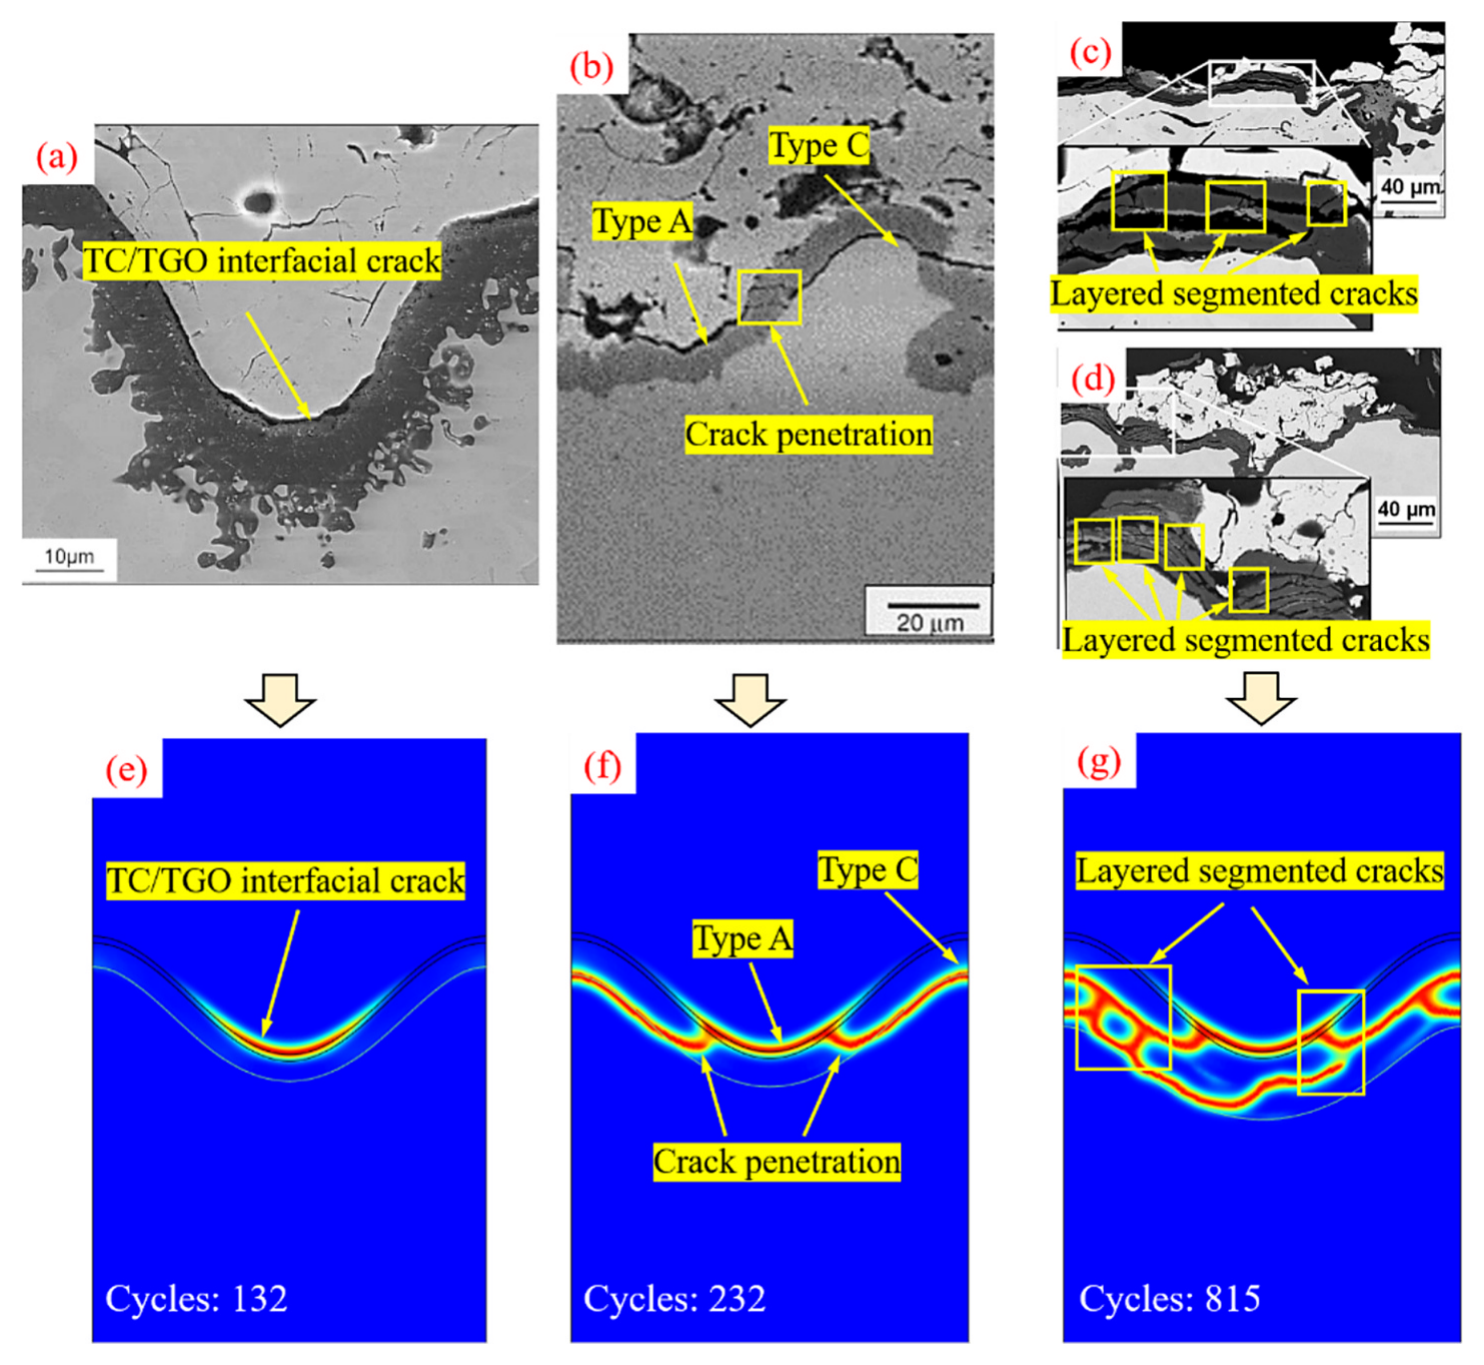 (a)
TC/TGO interfacial crack
10μm
(b)
Type C
Type A
Crack penetration
20 μm
(c)
40 μm
Layered segmented cracks
(d)
40 μm
Layered segmented cracks
(e)
TC/TGO interfacial crack
Cycles: 132
(f)
Type C
Type A
Crack penetration
Cycles: 232
(g)
Layered segmented cracks
Cycles: 815